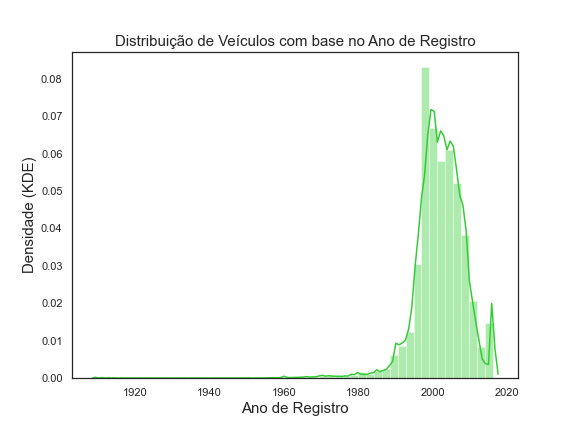 Distribuição de Veículos com base no Ano de Registro
0.08
0.07
0.06
0.05
0.04
0.03
0.02
0.01
0.00
Densidade (KDE)
1920 1940 1960 1980 2000 2020
Ano de Registro